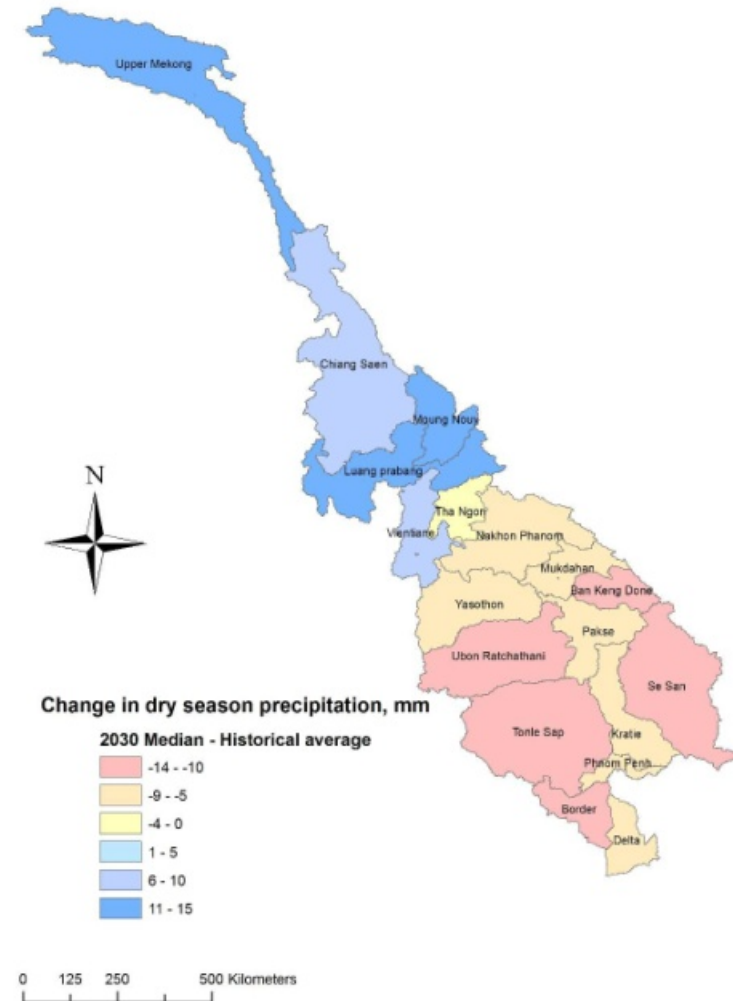 Upper Mekong
Chiang Saen
Moung Nouy
Luang prabang
N
Tha Ngon
Vientiane
Nakhon Phanom
Mukdahan
Ban Keng Done
Yasothon
Pakse
Ubon Ratchathani
Se San
Change in dry season precipitation, mm
2030 Median - Historical average
Tonle Sap
Kratie
Phnom Penh
-14 - -10
-9 - -5
Border
-4 - 0
Delta
1 - 5
6 - 10
11 - 15
0 125 250 500 Kilometers